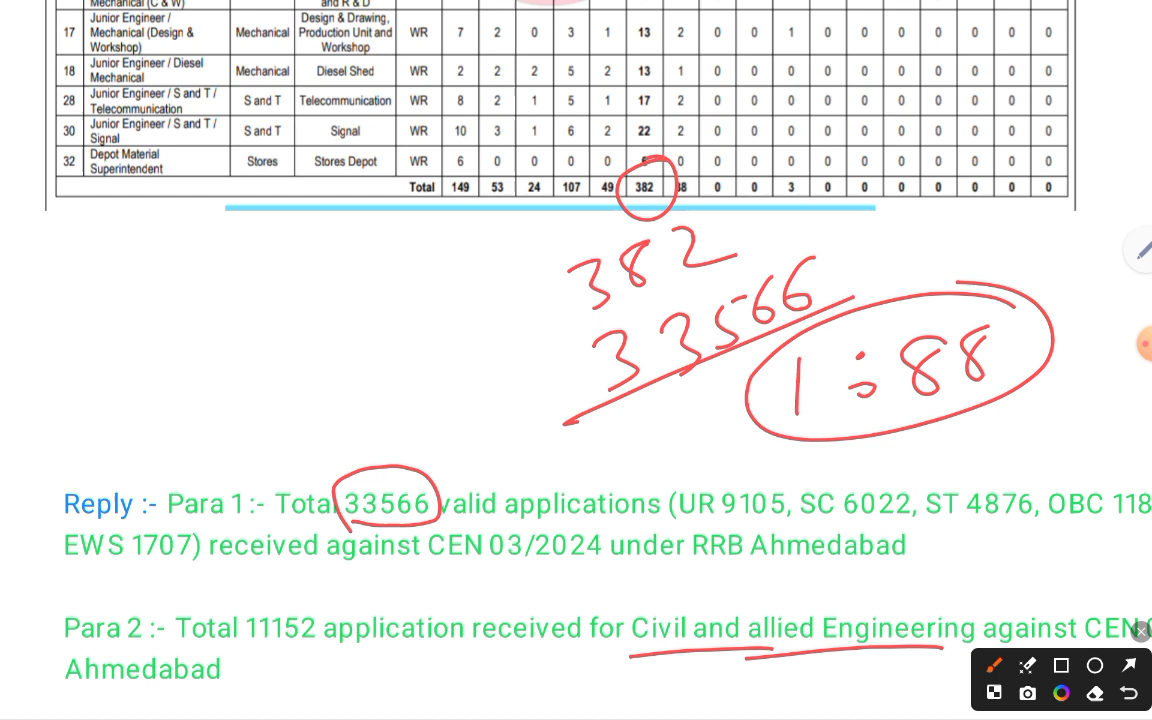 Mechanical (C & W) and R & D
17 Junior Engineer / Mechanical (Design & Workshop) Mechanical Design & Drawing, Production Unit and Workshop WR 7 2 0 3 1 13 2 0 0 1 0 0 0 0 0 0 0
18 Junior Engineer / Diesel Mechanical Mechanical Diesel Shed WR 2 2 2 5 2 13 1 0 0 0 0 0 0 0 0 0 0
28 Junior Engineer / S and T / Telecommunication S and T Telecommunication WR 8 2 1 5 1 17 2 0 0 0 0 0 0 0 0 0 0
30 Junior Engineer / S and T / Signal S and T Signal WR 10 3 1 6 2 22 2 0 0 0 0 0 0 0 0 0 0
32 Depot Material Superintendent Stores Stores Depot WR 6 0 0 0 0 0 0 0 0 0 0 0 0 0 0 0
Total 149 53 24 107 49 382 0 0 3 0 0 0 0 0 0 0
382
33566
1:88
Reply :- Para 1:- Total 33566 valid applications (UR 9105, SC 6022, ST 4876, OBC 118
EWS 1707) received against CEN 03/2024 under RRB Ahmedabad
Para 2 :- Total 11152 application received for Civil and allied Engineering against CEN
Ahmedabad